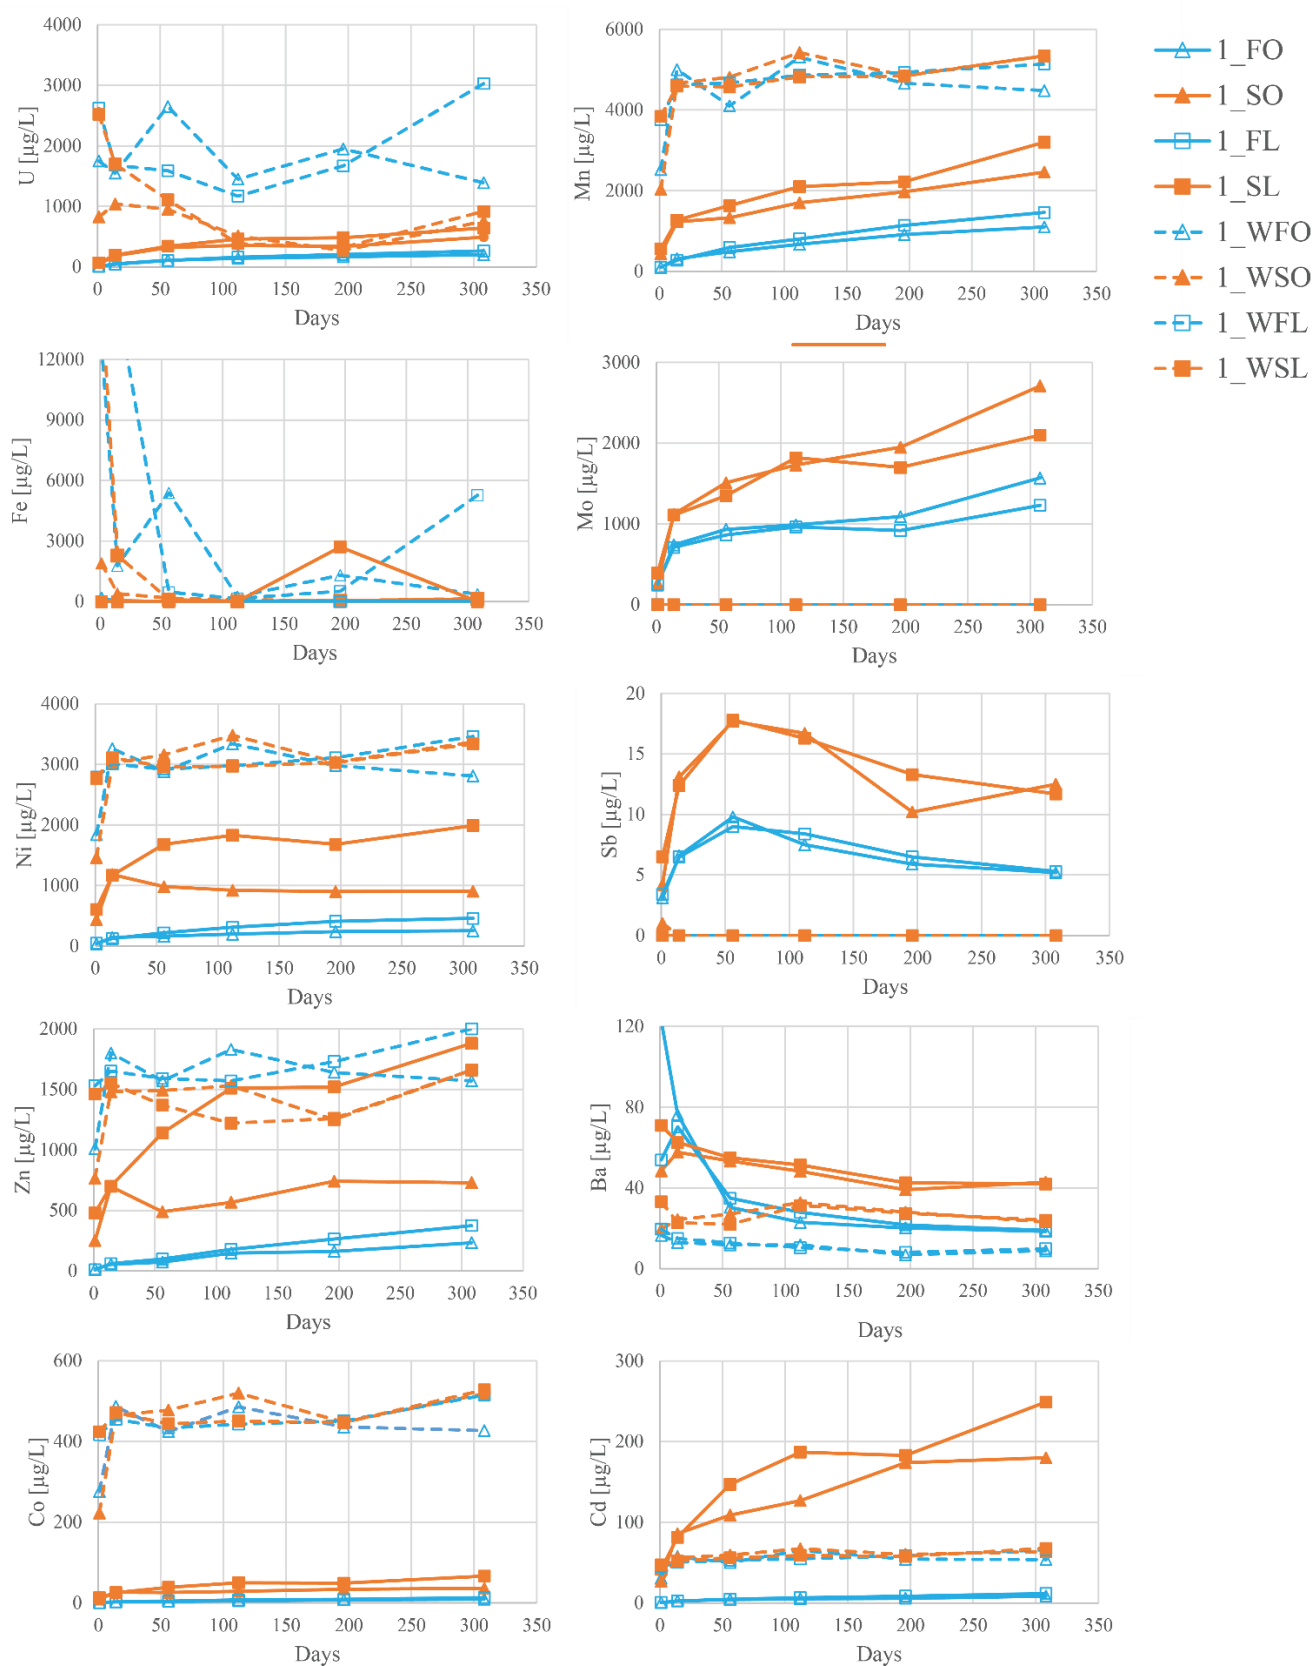 4000
3000
2000
1000
0
U [µg/L]
0 50 100 150 200 250 300 350
Days
6000
4000
2000
0
Mn [µg/L]
0 50 100 150 200 250 300 350
Days
1_FO
1_SO
1_FL
1_SL
1_WFO
1_WSO
1_WFL
1_WSL
12000
9000
6000
3000
0
Fe [µg/L]
0 50 100 150 200 250 300 350
Days
3000
2000
1000
0
Mo [µg/L]
0 50 100 150 200 250 300 350
Days
4000
3000
2000
1000
0
Ni [µg/L]
0 50 100 150 200 250 300 350
Days
20
15
10
5
0
Sb [µg/L]
0 50 100 150 200 250 300 350
Days
2000
1500
1000
500
0
Zn [µg/L]
0 50 100 150 200 250 300 350
Days
120
80
40
0
Ba [µg/L]
0 50 100 150 200 250 300 350
Days
600
400
200
0
Co [µg/L]
0 50 100 150 200 250 300 350
Days
300
200
100
0
Cd [µg/L]
0 50 100 150 200 250 300 350
Days